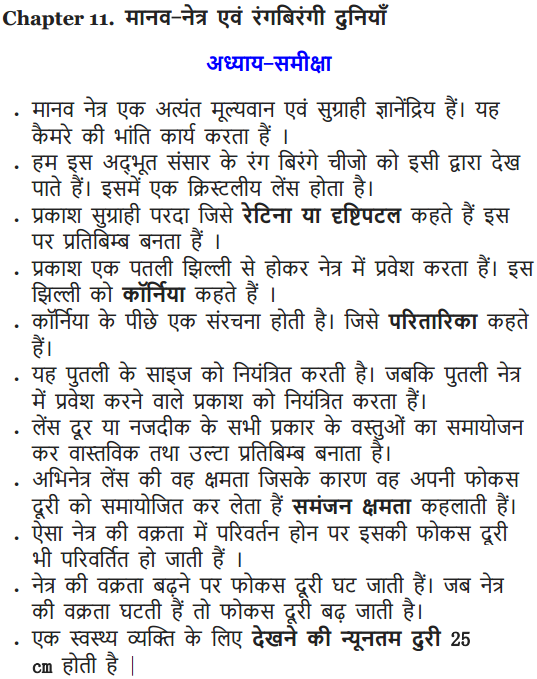 Chapter 11. मानव-नेत्र एवं रंगबिरंगी दुनियाँ
अध्याय-समीक्षा
• मानव नेत्र एक अत्यंत मूल्यवान एवं सुग्राही ज्ञानेंद्रिय हैं। यह
कैमरे की भांति कार्य करता हैं ।
• हम इस अद्भूत संसार के रंग बिरंगे चीजो को इसी द्वारा देख
पाते हैं। इसमें एक क्रिस्टलीय लेंस होता है।
• प्रकाश सुग्राही परदा जिसे रेटिना या दृष्टिपटल कहते हैं इस
पर प्रतिबिम्ब बनता हैं ।
• प्रकाश एक पतली झिल्ली से होकर नेत्र में प्रवेश करता हैं। इस
झिल्ली को कॉर्निया कहते हैं ।
• कॉर्निया के पीछे एक संरचना होती है। जिसे परितारिका कहते
हैं।
• यह पुतली के साइज को नियंत्रित करती है। जबकि पुतली नेत्र
में प्रवेश करने वाले प्रकाश को नियंत्रित करता हैं।
• लेंस दूर या नजदीक के सभी प्रकार के वस्तुओं का समायोजन
कर वास्तविक तथा उल्टा प्रतिबिम्ब बनाता है।
• अभिनेत्र लेंस की वह क्षमता जिसके कारण वह अपनी फोकस
दूरी को समायोजित कर लेता हैं समंजन क्षमता कहलाती हैं।
• ऐसा नेत्र की वक्रता में परिवर्तन होन पर इसकी फोकस दूरी
भी परिवर्तित हो जाती हैं ।
• नेत्र की वक्रता बढ़ने पर फोकस दूरी घट जाती हैं। जब नेत्र
की वक्रता घटती हैं तो फोकस दूरी बढ़ जाती है।
• एक स्वस्थ्य व्यक्ति के लिए देखने की न्यूनतम दुरी 25
cm होती है |